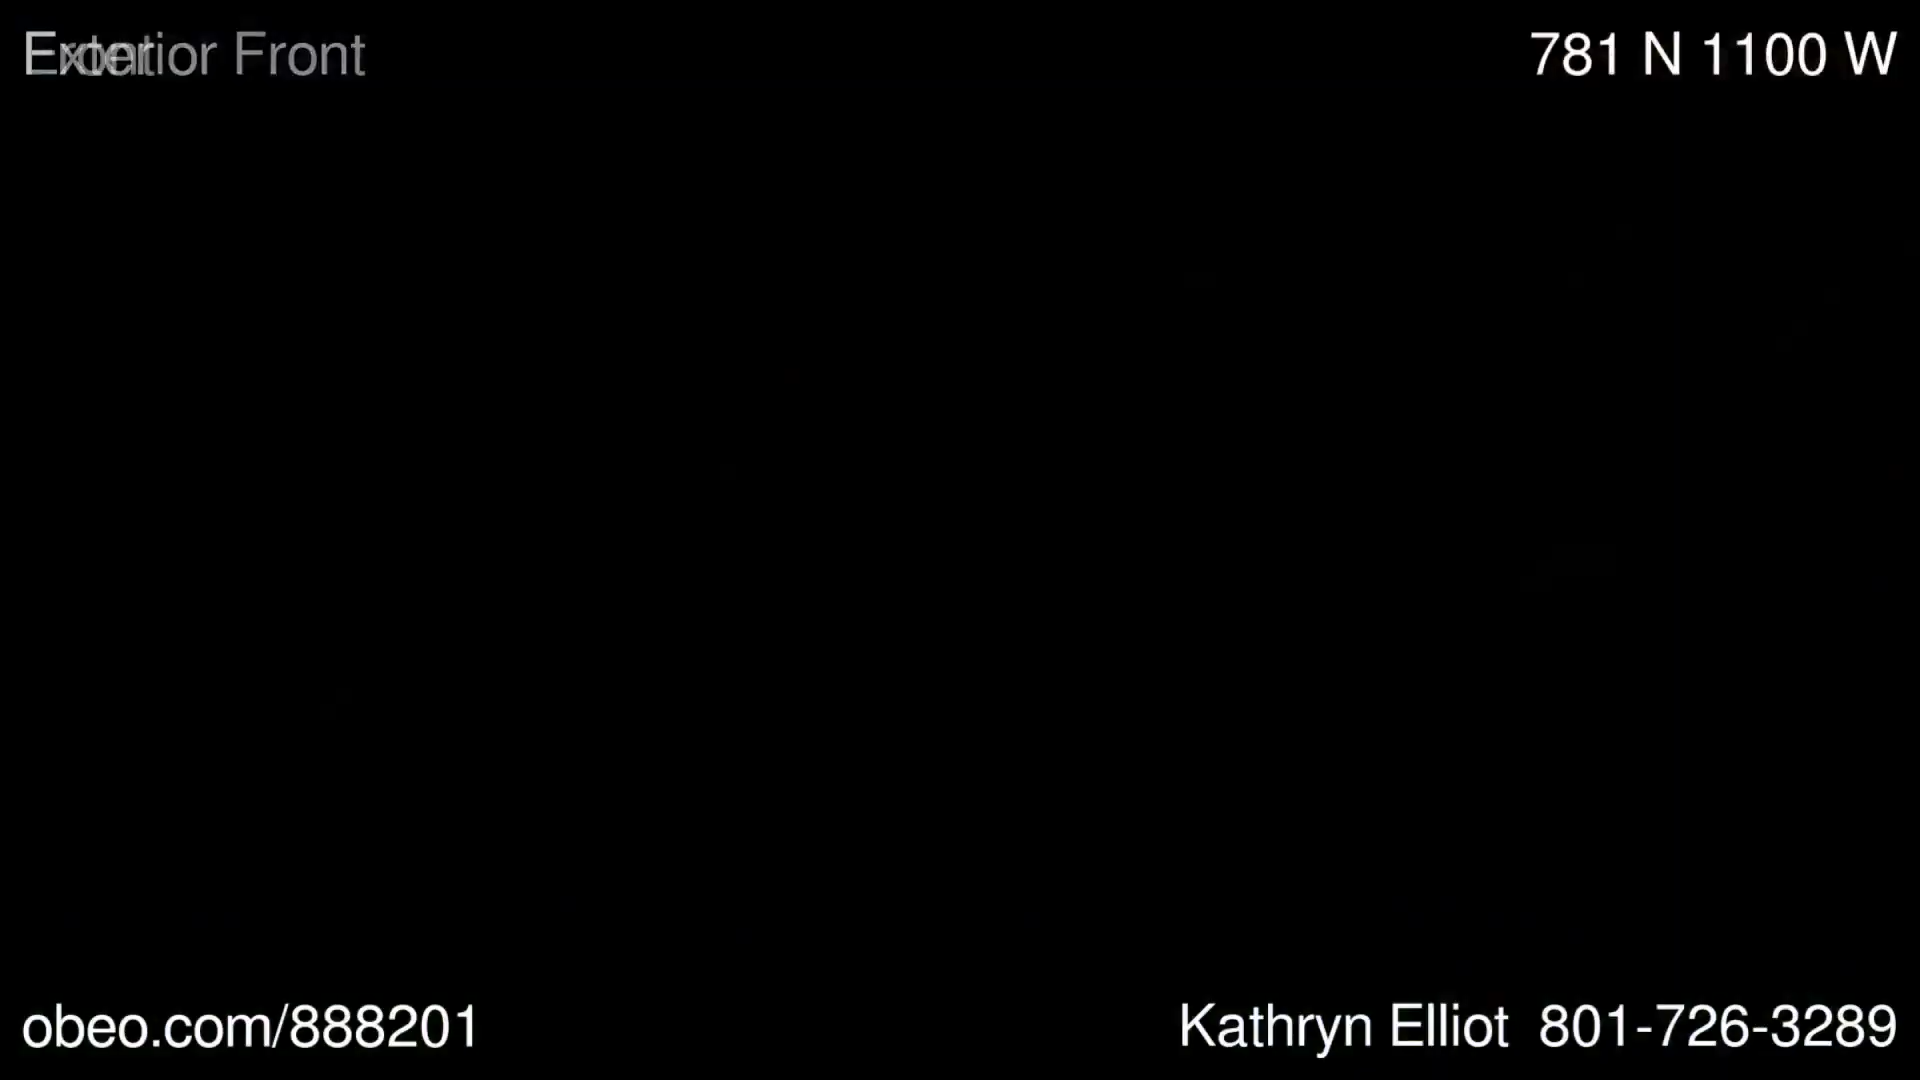 Exterior Front
781 N 1100 W
obeo.com/888201
Kathryn Elliot 801-726-3289